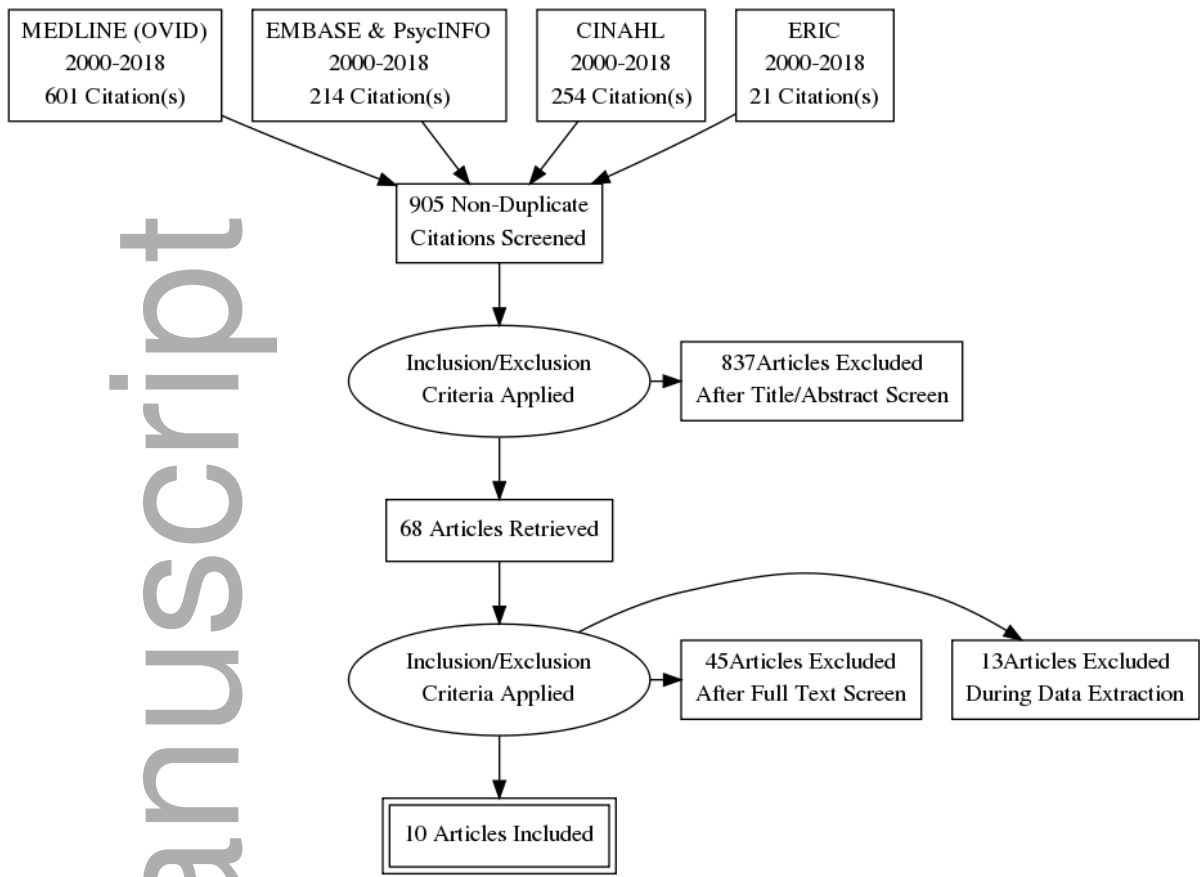 MEDLINE (OVID)
2000-2018
601 Citation(s)
EMBASE & PsycINFO
2000-2018
214 Citation(s)
CINAHL
2000-2018
254 Citation(s)
ERIC
2000-2018
21 Citation(s)
905 Non-Duplicate
Citations Screened
Inclusion/Exclusion
Criteria Applied
837Articles Excluded
After Title/Abstract Screen
68 Articles Retrieved
Inclusion/Exclusion
Criteria Applied
45Articles Excluded
After Full Text Screen
13Articles Excluded
During Data Extraction
10 Articles Included
anuscript